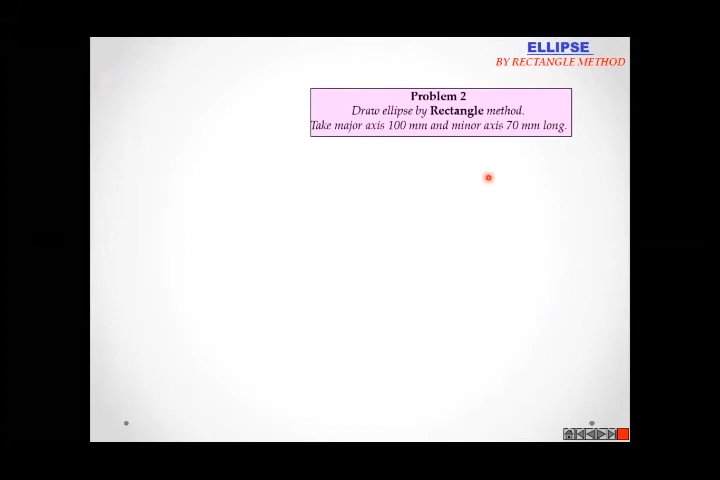 ELLIPSE
BY RECTANGLE METHOD
Problem 2
Draw ellipse by Rectangle method.
Take major axis 100 mm and minor axis 70 mm long.